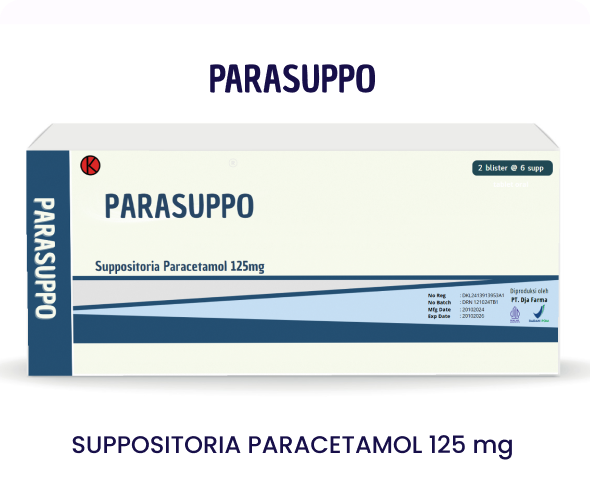 PARASUPPO
K
2 blister @ 6 supp
PARASUPPO
PARASUPPO
Suppositoria Paracetamol 125mg
Diproduksi oleh
PT. Dja Farma
No Reg : DKL2413913953A1
No Batch : DRN 121024TB1
Mfg Date : 20102024
Exp Date : 20102026
SUPPOSITORIA PARACETAMOL 125 mg